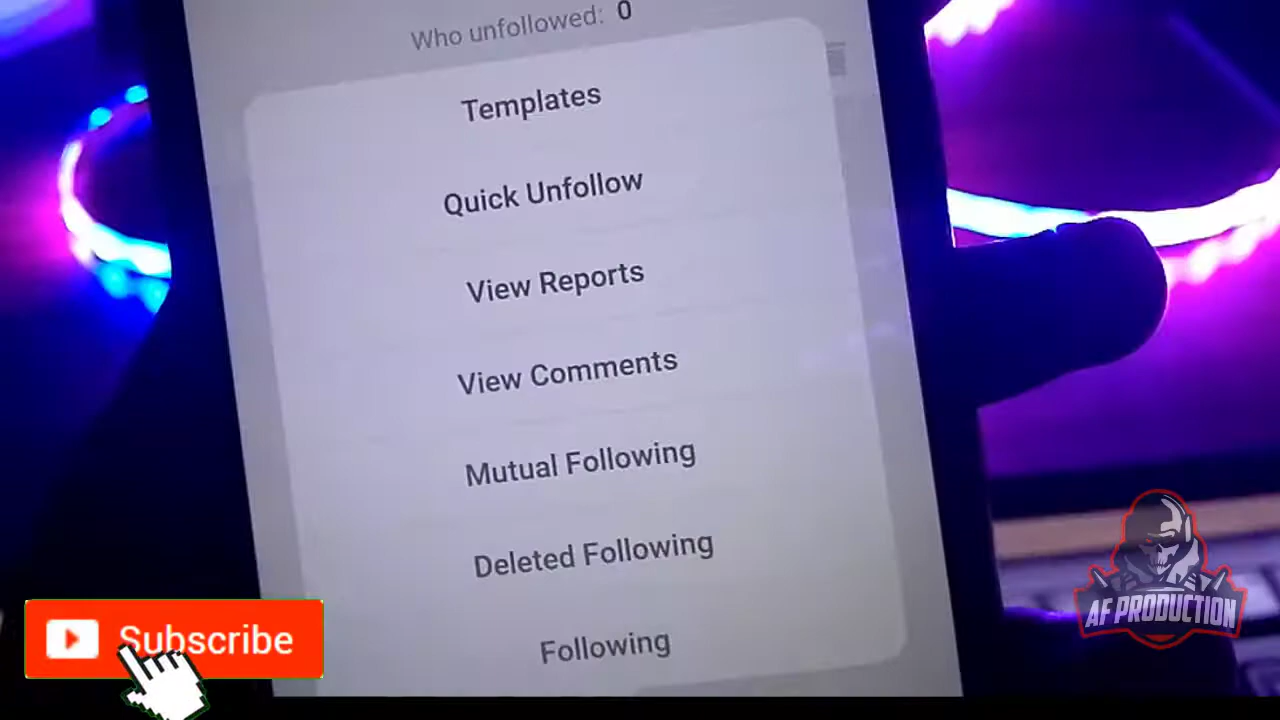 Who unfollowed: 0
Templates
Quick Unfollow
View Reports
View Comments
Mutual Following
Deleted Following
Following
Subscribe
AF PRODUCTION